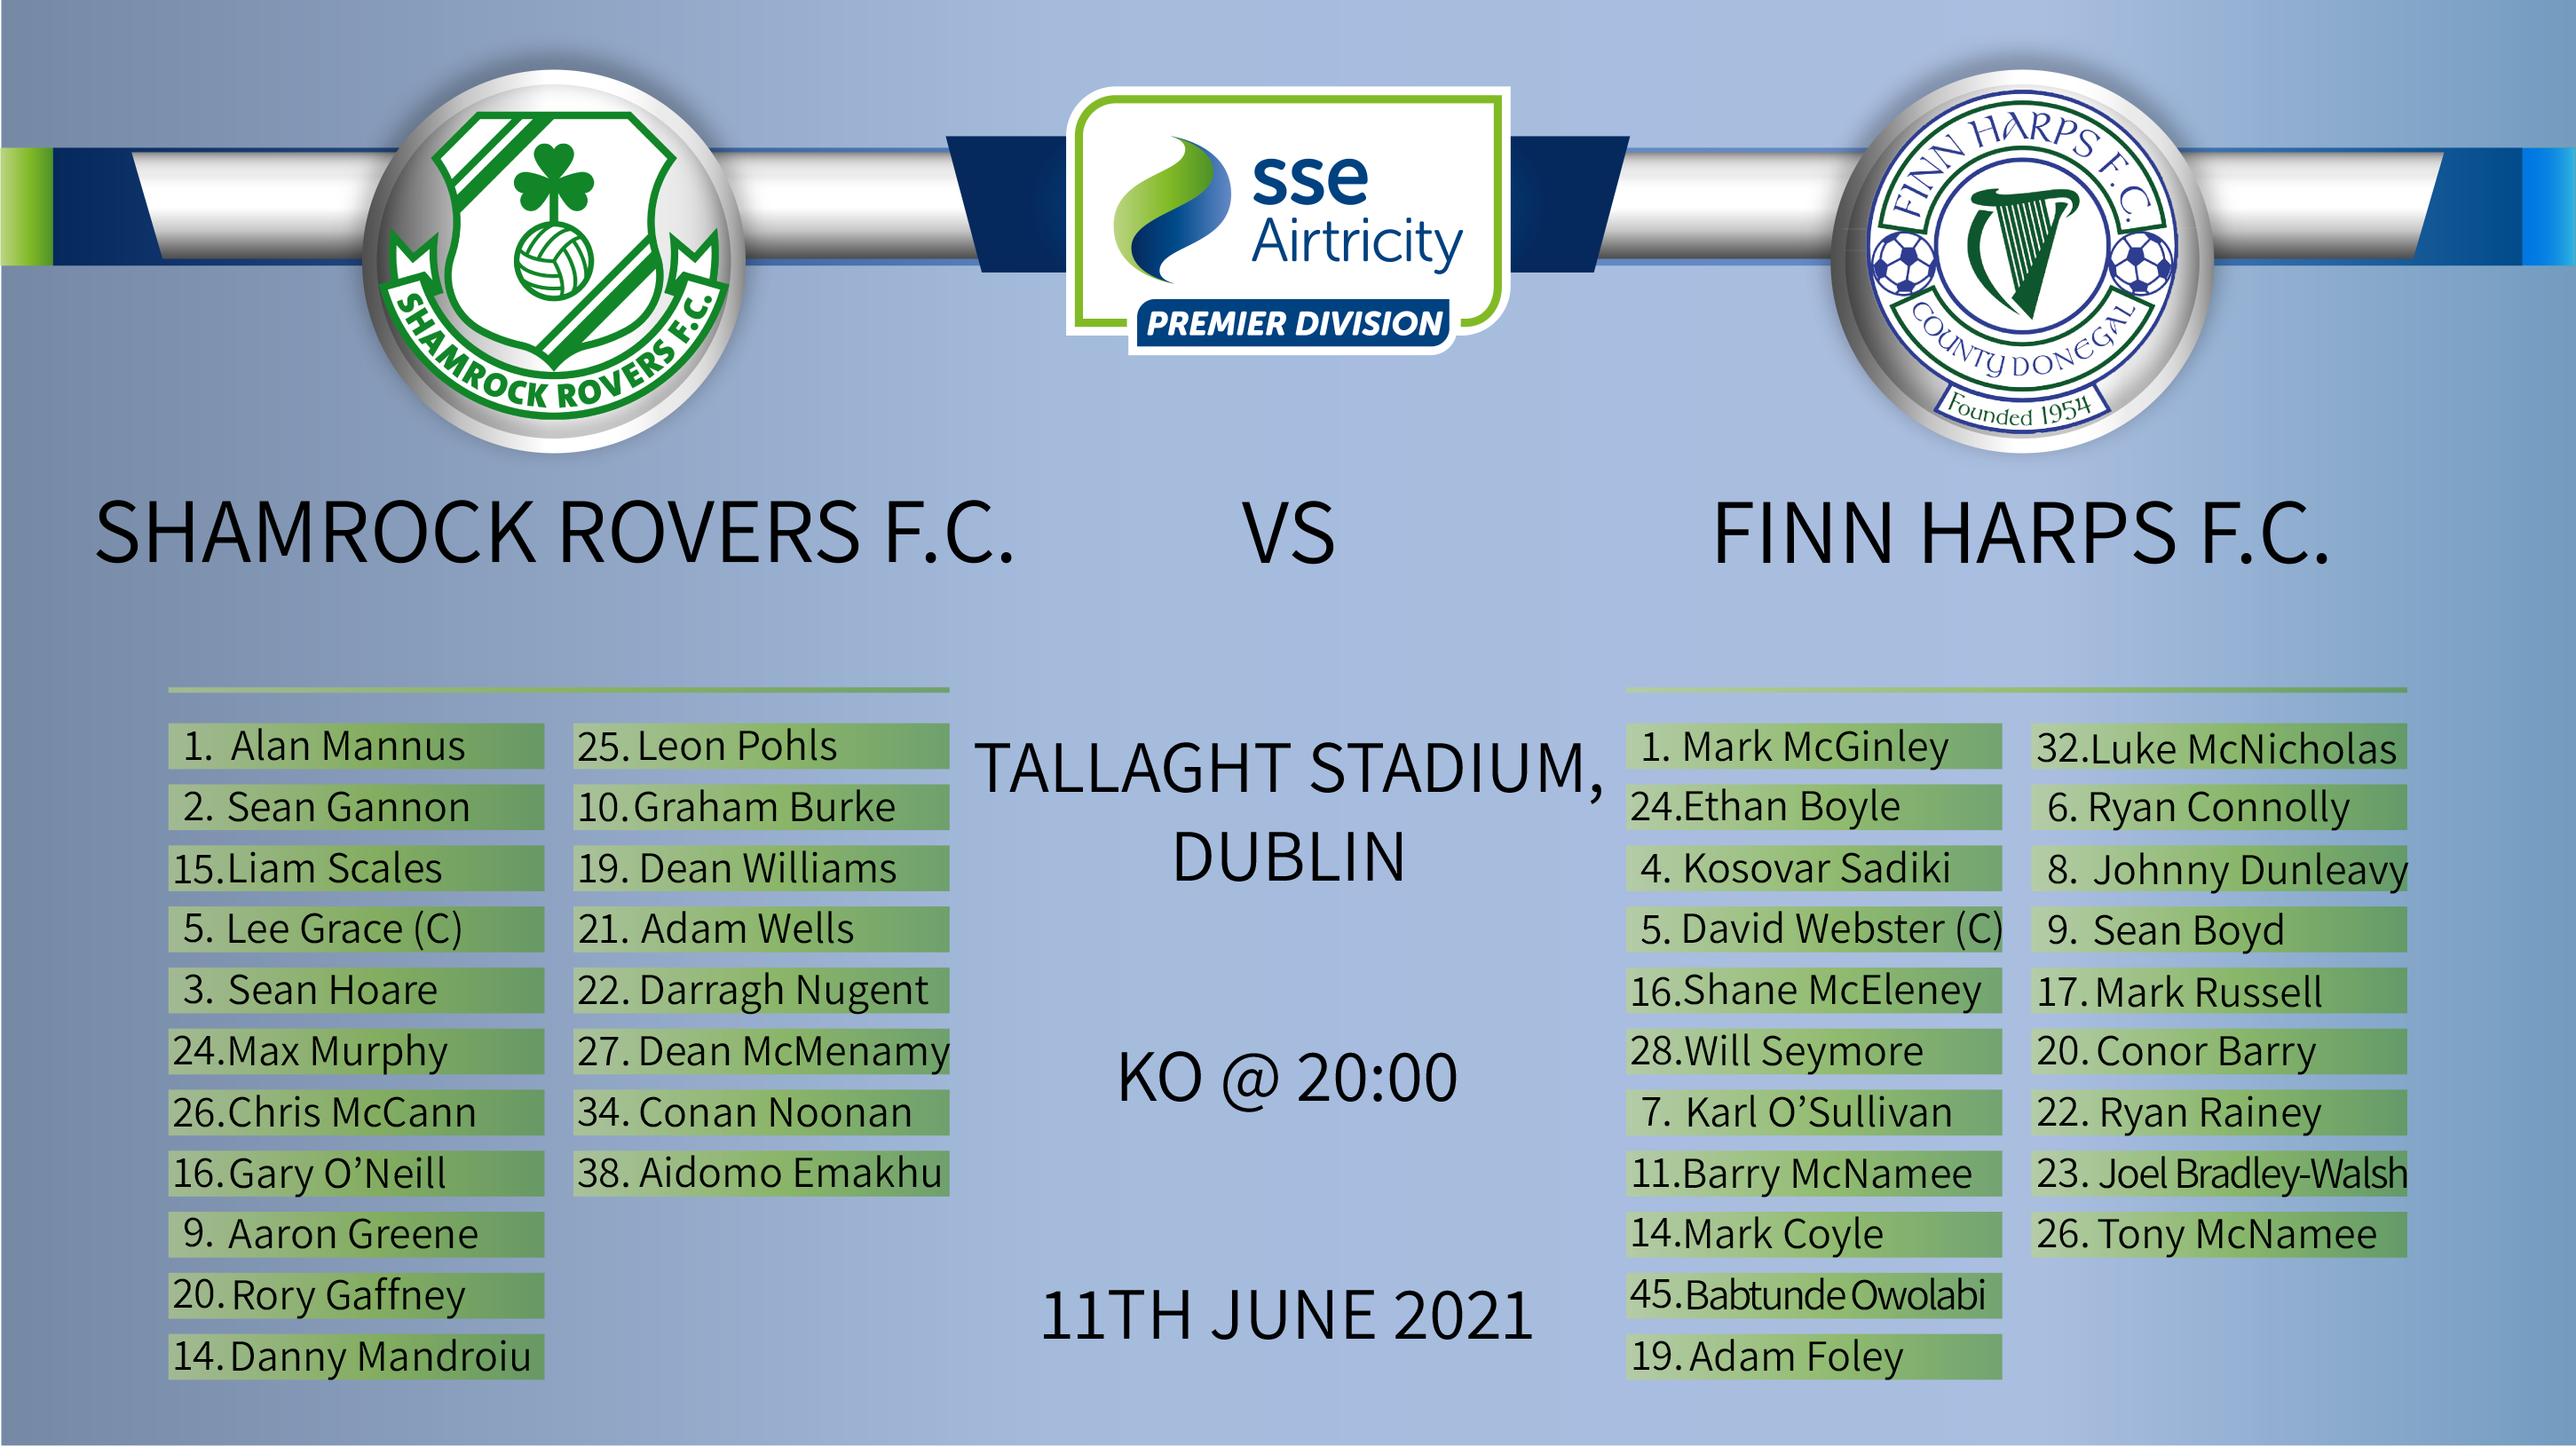 SHAMROCK ROVERS F.C.
sse
Airtricity
PREMIER DIVISION
FINN HARPS F.C.
COUNTY DONEGAL
Founded 1954
SHAMROCK ROVERS F.C.
VS
FINN HARPS F.C.
1. Alan Mannus
2. Sean Gannon
15. Liam Scales
5. Lee Grace (C)
3. Sean Hoare
24. Max Murphy
26. Chris McCann
16. Gary O’Neill
9. Aaron Greene
20. Rory Gaffney
14. Danny Mandroiu
25. Leon Pohls
10. Graham Burke
19. Dean Williams
21. Adam Wells
22. Darragh Nugent
27. Dean McMenamy
34. Conan Noonan
38. Aidomo Emakhu
TALLAGHT STADIUM,
DUBLIN
KO @ 20:00
11TH JUNE 2021
1. Mark McGinley
24. Ethan Boyle
4. Kosovar Sadiki
5. David Webster (C)
16. Shane McEleney
28. Will Seymore
7. Karl O’Sullivan
11. Barry McNamee
14. Mark Coyle
45. Babtunde Owolabi
19. Adam Foley
32. Luke McNicholas
6. Ryan Connolly
8. Johnny Dunleavy
9. Sean Boyd
17. Mark Russell
20. Conor Barry
22. Ryan Rainey
23. Joel Bradley-Walsh
26. Tony McNamee